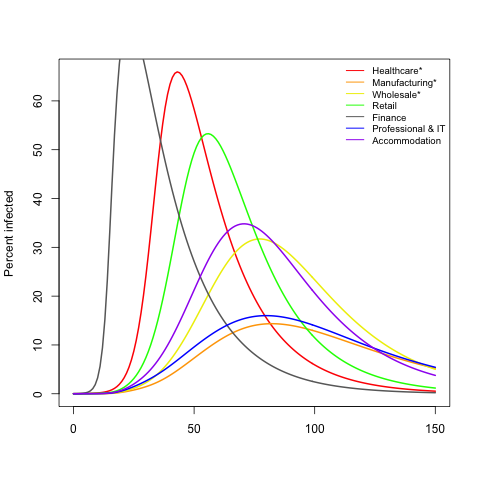 Healthcare*
Manufacturing*
Wholesale*
Retail
Finance
Professional & IT
Accommodation
Percent infected
60
50
40
30
20
10
0
0 50 100 150